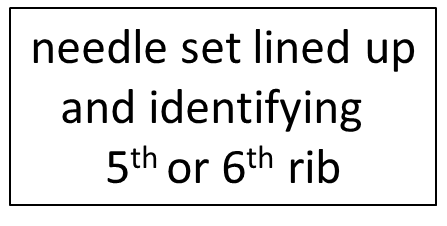 needle set lined up
and identifying
5th or 6th rib